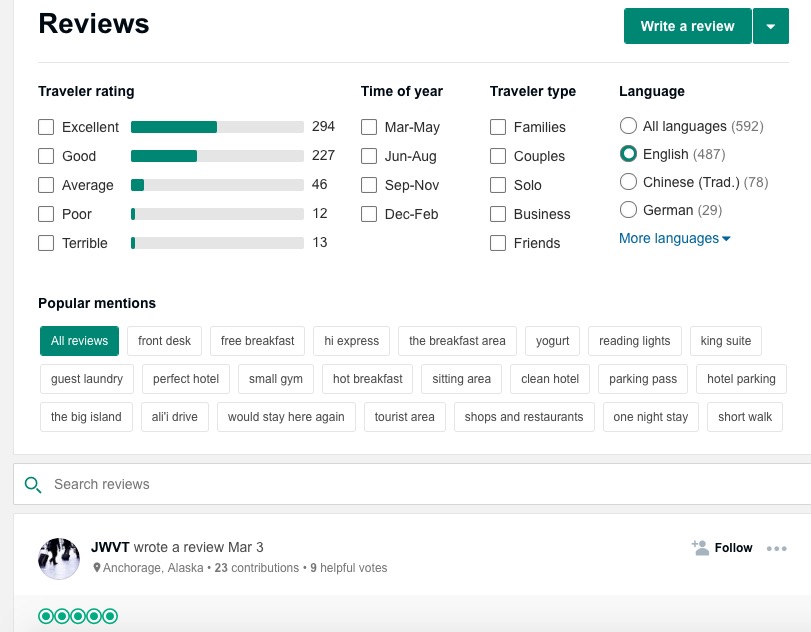 Reviews
Write a review
Traveler rating
Time of year
Traveler type
Language
Excellent 294
Mar-May
Families
All languages (592)
Good 227
Jun-Aug
Couples
English (487)
Average 46
Sep-Nov
Solo
Chinese (Trad.) (78)
Poor 12
Dec-Feb
Business
German (29)
Terrible 13
Friends
More languages
Popular mentions
All reviews front desk free breakfast hi express the breakfast area yogurt reading lights king suite
guest laundry perfect hotel small gym hot breakfast sitting area clean hotel parking pass hotel parking
the big island ali'i drive would stay here again tourist area shops and restaurants one night stay short walk
Search reviews
JWVT wrote a review Mar 3
Follow
Anchorage, Alaska • 23 contributions • 9 helpful votes